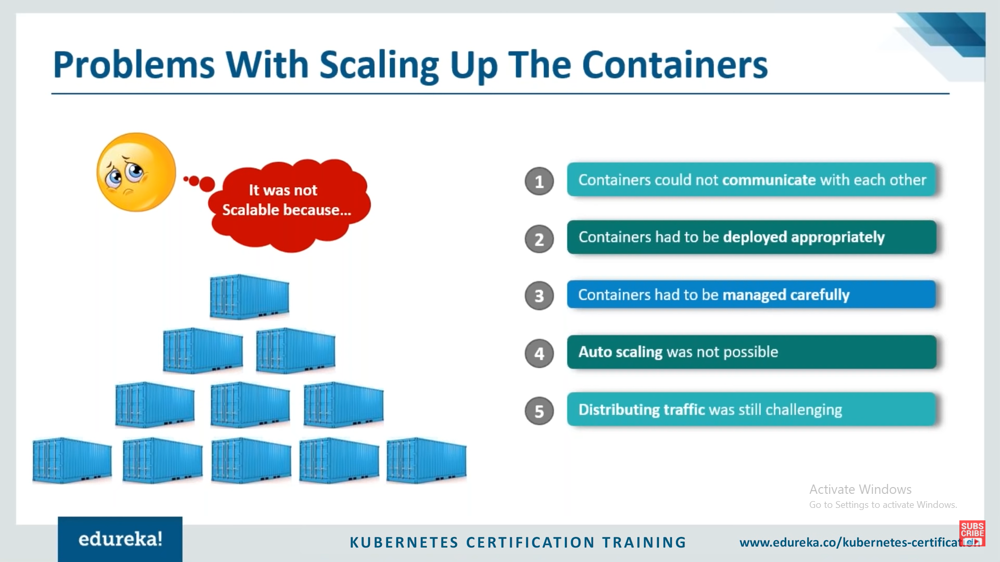 Problems With Scaling Up The Containers
It was not
Scalable because...
1
Containers could not communicate with each other
2
Containers had to be deployed appropriately
3
Containers had to be managed carefully
4
Auto scaling was not possible
5
Distributing traffic was still challenging
Activate Windows
Go to Settings to activate Windows.
edureka!
KUBERNETES CERTIFICATION TRAINING
www.edureka.co/kubernetes-certification
SUBS
CRIBE
e!